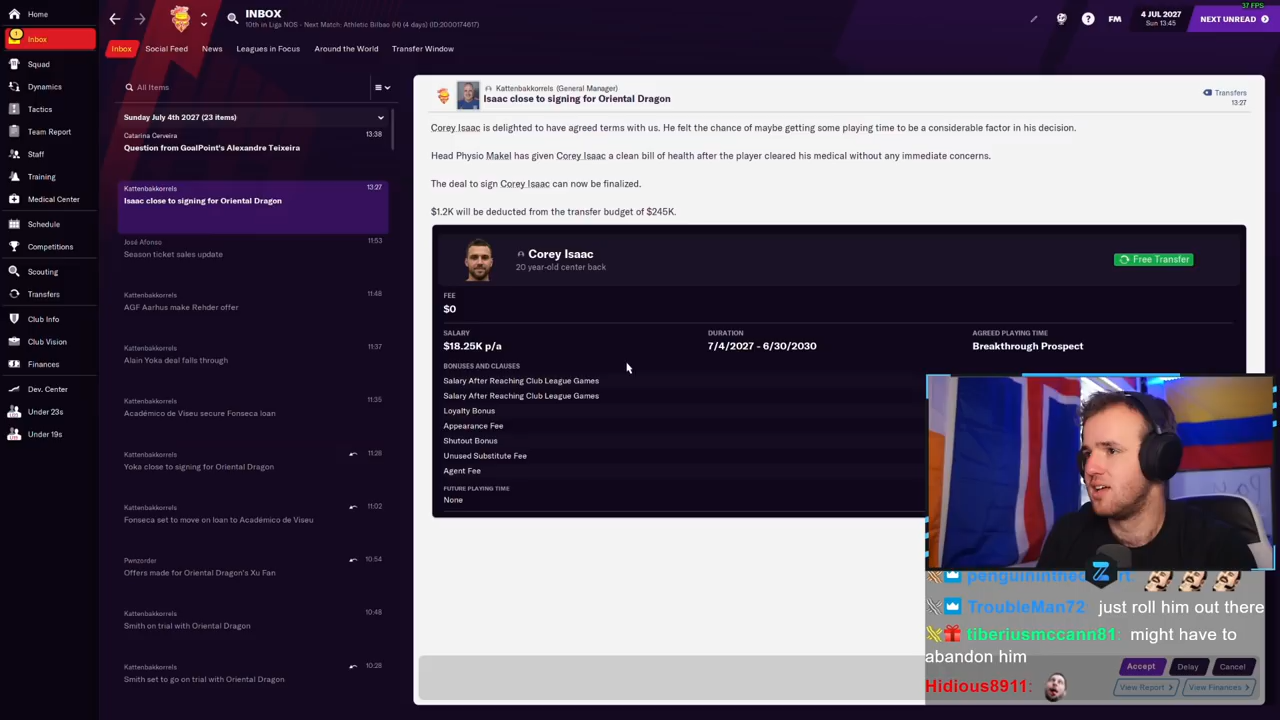 37 FPS
Home
INBOX
10th in Liga NOS - Next Match: Athletic Bilbao (H) (4 days) (ID:2000174617)
FM
4 JUL 2027
Sun 13:45
NEXT UNREAD
1
Inbox
Inbox
Social Feed
News
Leagues in Focus
Around the World
Transfer Window
Squad
Dynamics
Tactics
Team Report
Staff
Training
Medical Center
Schedule
Competitions
Scouting
Transfers
Club Info
Club Vision
Finances
Dev. Center
U23
Under 23s
U19
Under 19s
All Items
Sunday July 4th 2027 (23 items)
Catarina Cerveira 13:38
Question from GoalPoint's Alexandre Teixeira
Kattenbakkorrels 13:27
Isaac close to signing for Oriental Dragon
José Afonso 11:53
Season ticket sales update
Kattenbakkorrels 11:48
AGF Aarhus make Rehder offer
Kattenbakkorrels 11:37
Alain Yoka deal falls through
Kattenbakkorrels 11:35
Académico de Viseu secure Fonseca loan
Kattenbakkorrels 11:28
Yoka close to signing for Oriental Dragon
Kattenbakkorrels 11:02
Fonseca set to move on loan to Académico de Viseu
Pwnzorder 10:54
Offers made for Oriental Dragon's Xu Fan
Kattenbakkorrels 10:48
Smith on trial with Oriental Dragon
Kattenbakkorrels 10:28
Smith set to go on trial with Oriental Dragon
Kattenbakkorrels (General Manager)
Isaac close to signing for Oriental Dragon
Transfers
13:27
Corey Isaac is delighted to have agreed terms with us. He felt the chance of maybe getting some playing time to be a considerable factor in his decision.
Head Physio Makel has given Corey Isaac a clean bill of health after the player cleared his medical without any immediate concerns.
The deal to sign Corey Isaac can now be finalized.
$1.2K will be deducted from the transfer budget of $245K.
Corey Isaac
20 year-old center back
Free Transfer
FEE
$0
SALARY DURATION AGREED PLAYING TIME
$18.25K p/a 7/4/2027 - 6/30/2030 Breakthrough Prospect
BONUSES AND CLAUSES
Salary After Reaching Club League Games
Salary After Reaching Club League Games
Loyalty Bonus
Appearance Fee
Shutout Bonus
Unused Substitute Fee
Agent Fee
FUTURE PLAYING TIME
None
TroubleMan72: just roll him out there
tiberiusmccann81: might have to
abandon him
Hidious8911:
Accept
Delay
Cancel
View Report
View Finances